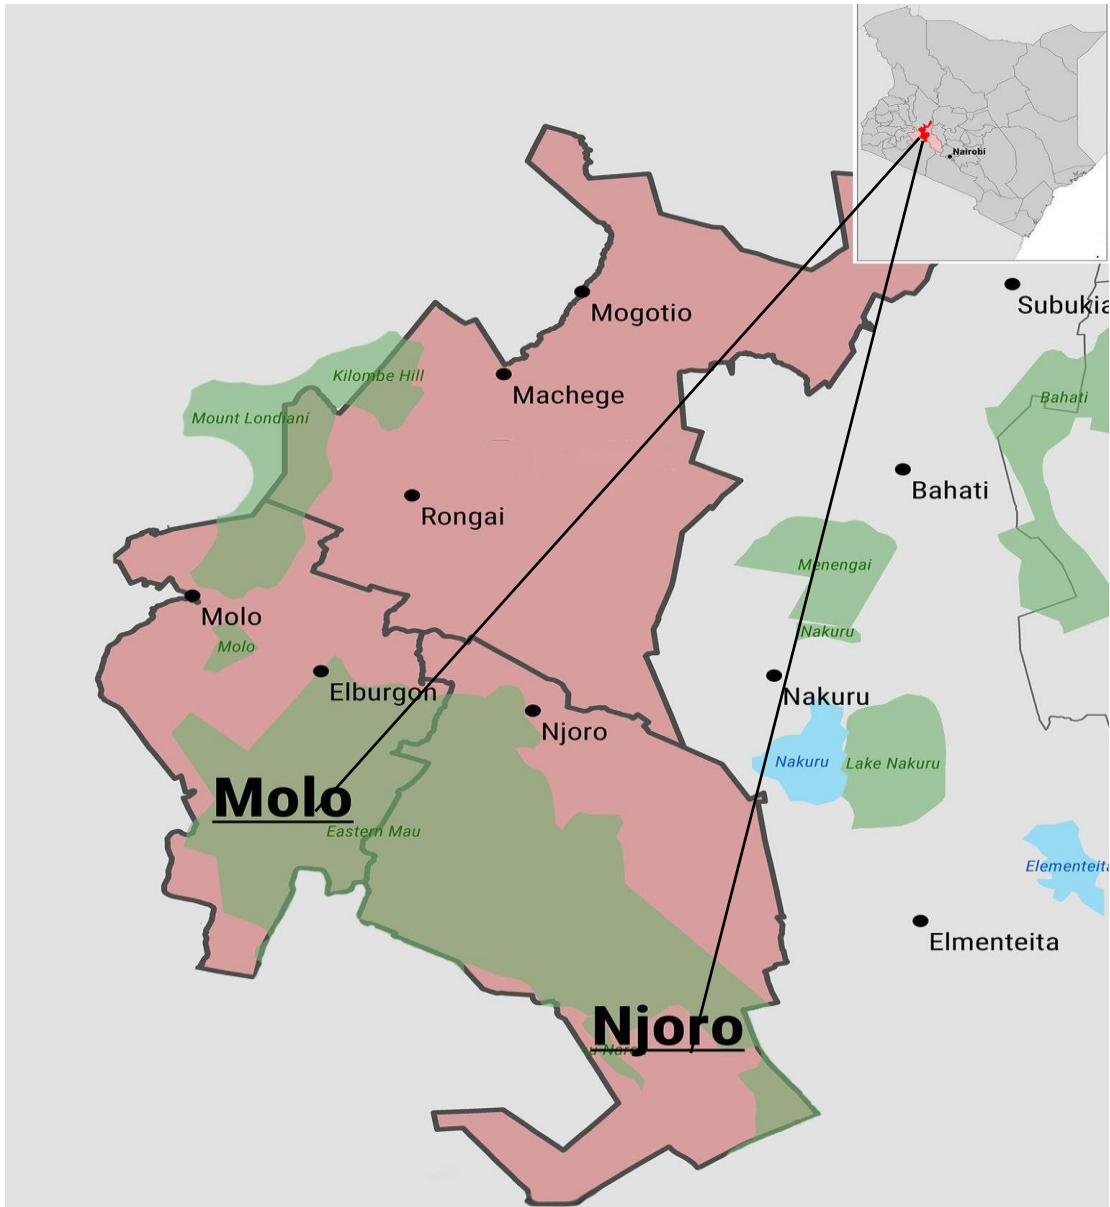 Nairobi
Subukia
Mogotio
Kilombe Hill
Machege
Bahati
Mount Londiani
Bahati
Rongai
Menengai
Molo
Nakuru
Molo
Elburgon
Nakuru
Njoro
Nakuru
Lake Nakuru
Molo
Eastern Mau
Elementeita
Elmenteita
Njoro